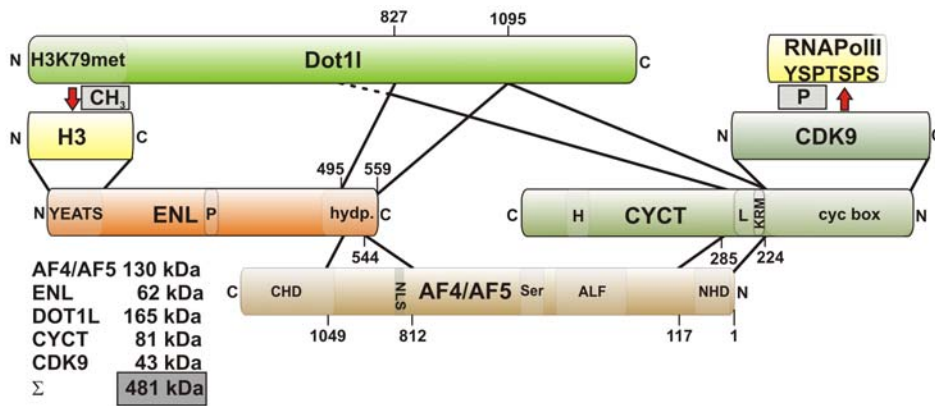 827 1095
N H3K79met Dot1l C
RNAPolII
YSPTSPS
CH3
P
N H3 C
N CDK9 C
495 559
N YEATS ENL P hydp. C
C H CYCT L KRM cyc box N
544
285 224
C CHD NLS AF4/AF5 Ser ALF NHD N
1049 812 117 1
AF4/AF5 130 kDa
ENL 62 kDa
DOT1L 165 kDa
CYCT 81 kDa
CDK9 43 kDa
Σ 481 kDa